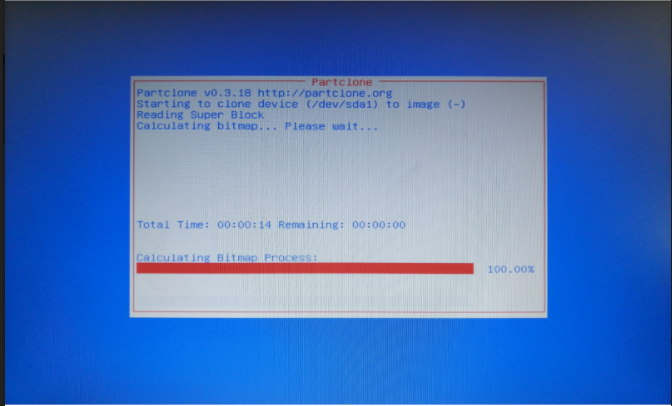 Partclone
Partclone v0.3.18 http://partclone.org
Starting to clone device (/dev/sda1) to image (-)
Reading Super Block
Calculating bitmap... Please wait...
Total Time: 00:00:14 Remaining: 00:00:00
Calculating Bitmap Process:
100.00%